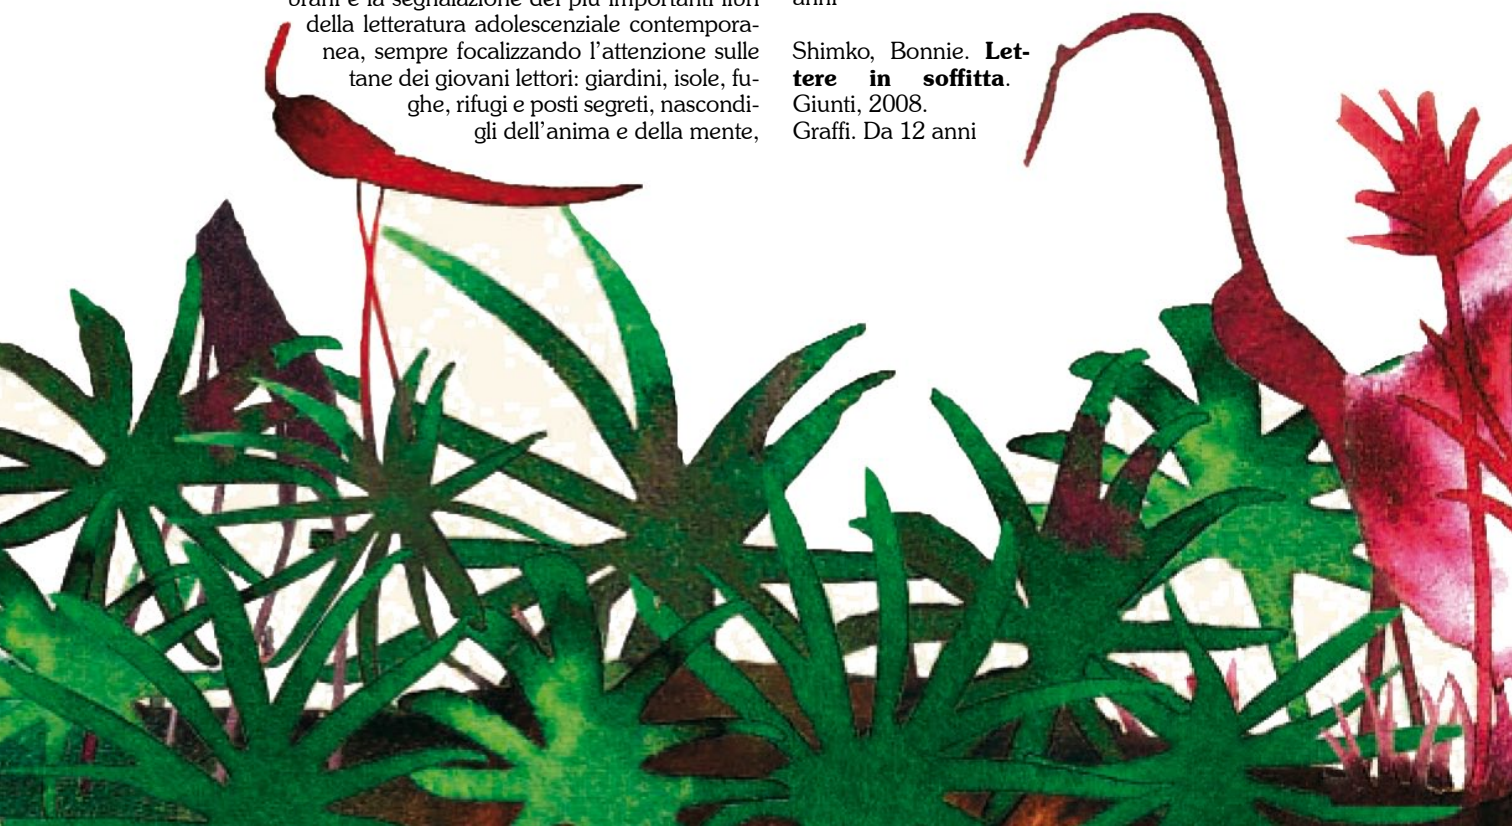 della letteratura adolescenziale contempora-
nea, sempre focalizzando l'attenzione sulle
tane dei giovani lettori: giardini, isole, fu-
ghe, rifugi e posti segreti, nascondi-
gli dell'anima e della mente,
anni
Shimko, Bonnie. Let-
tere in soffitta.
Giunti, 2008.
Graffi. Da 12 anni